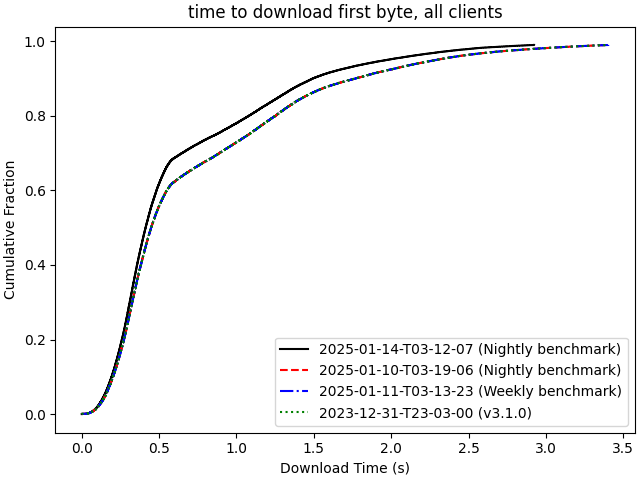 time to download first byte, all clients
Cumulative Fraction
1.0
0.8
0.6
0.4
0.2
0.0
2025-01-14-T03-12-07 (Nightly benchmark)
2025-01-10-T03-19-06 (Nightly benchmark)
2025-01-11-T03-13-23 (Weekly benchmark)
2023-12-31-T23-03-00 (v3.1.0)
0.0 0.5 1.0 1.5 2.0 2.5 3.0 3.5
Download Time (s)